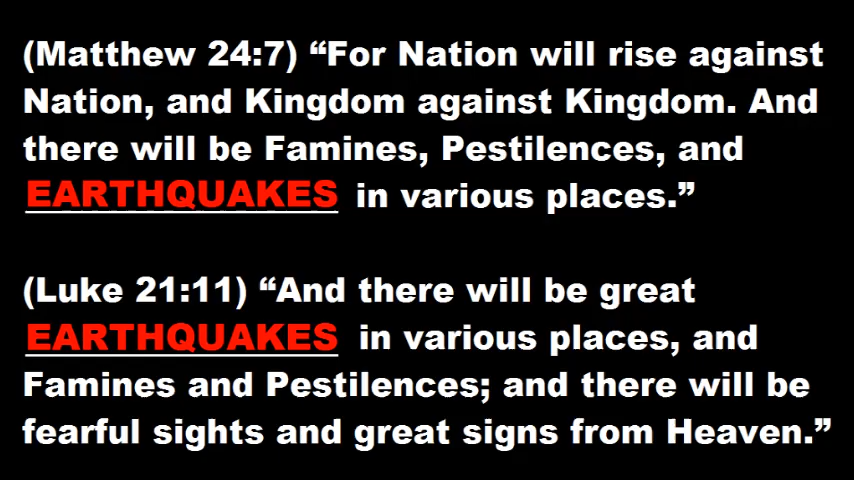 (Matthew 24:7) “For Nation will rise against
Nation, and Kingdom against Kingdom. And
there will be Famines, Pestilences, and
EARTHQUAKES in various places.”
(Luke 21:11) “And there will be great
EARTHQUAKES in various places, and
Famines and Pestilences; and there will be
fearful sights and great signs from Heaven.”